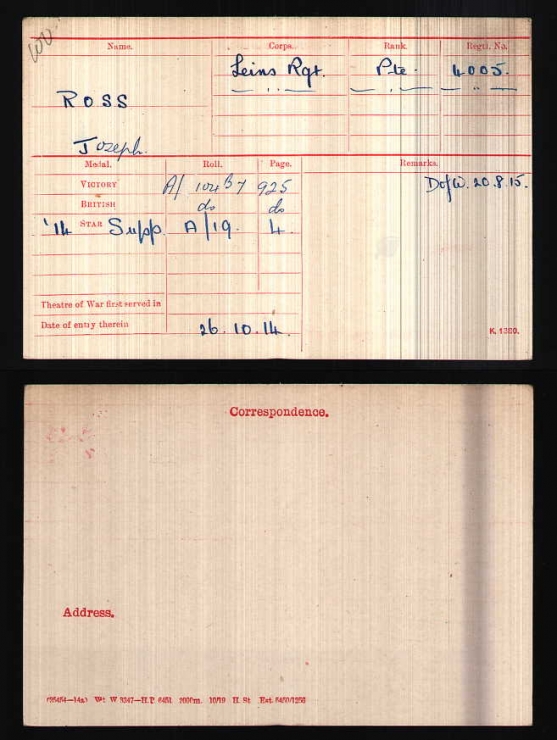 Name. Corps. Rank. Regtl. No.
Leins Rgt. Pte. 4005.
— " — — " — — " —
ROSS
Joseph.
Medal. Roll. Page. Remarks.
VICTORY A/ 104 B7 925 D of W. 20.8.15.
BRITISH do do
'14 STAR Supp. A/19. 4.
Theatre of War first served in
Date of entry therein 26.10.14.
K. 1380.
Correspondence.
Address.